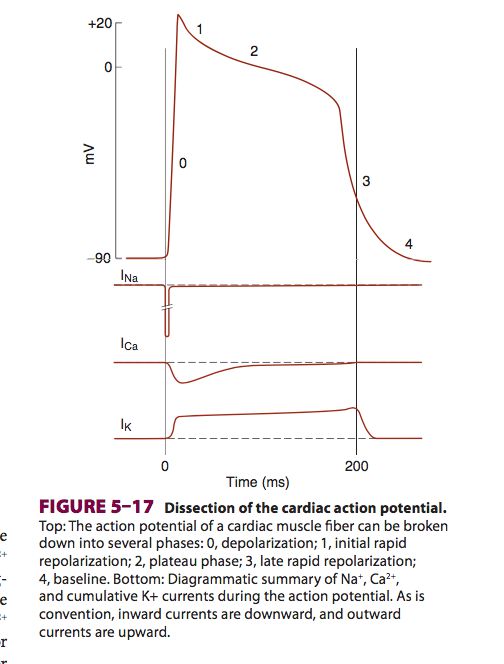 +20
1
0
2
mV
0
3
4
–90
INa
ICa
IK
0
200
Time (ms)
FIGURE 5–17 Dissection of the cardiac action potential.
Top: The action potential of a cardiac muscle fiber can be broken
down into several phases: 0, depolarization; 1, initial rapid
repolarization; 2, plateau phase; 3, late rapid repolarization;
4, baseline. Bottom: Diagrammatic summary of Na⁺, Ca²⁺,
and cumulative K+ currents during the action potential. As is
convention, inward currents are downward, and outward
currents are upward.